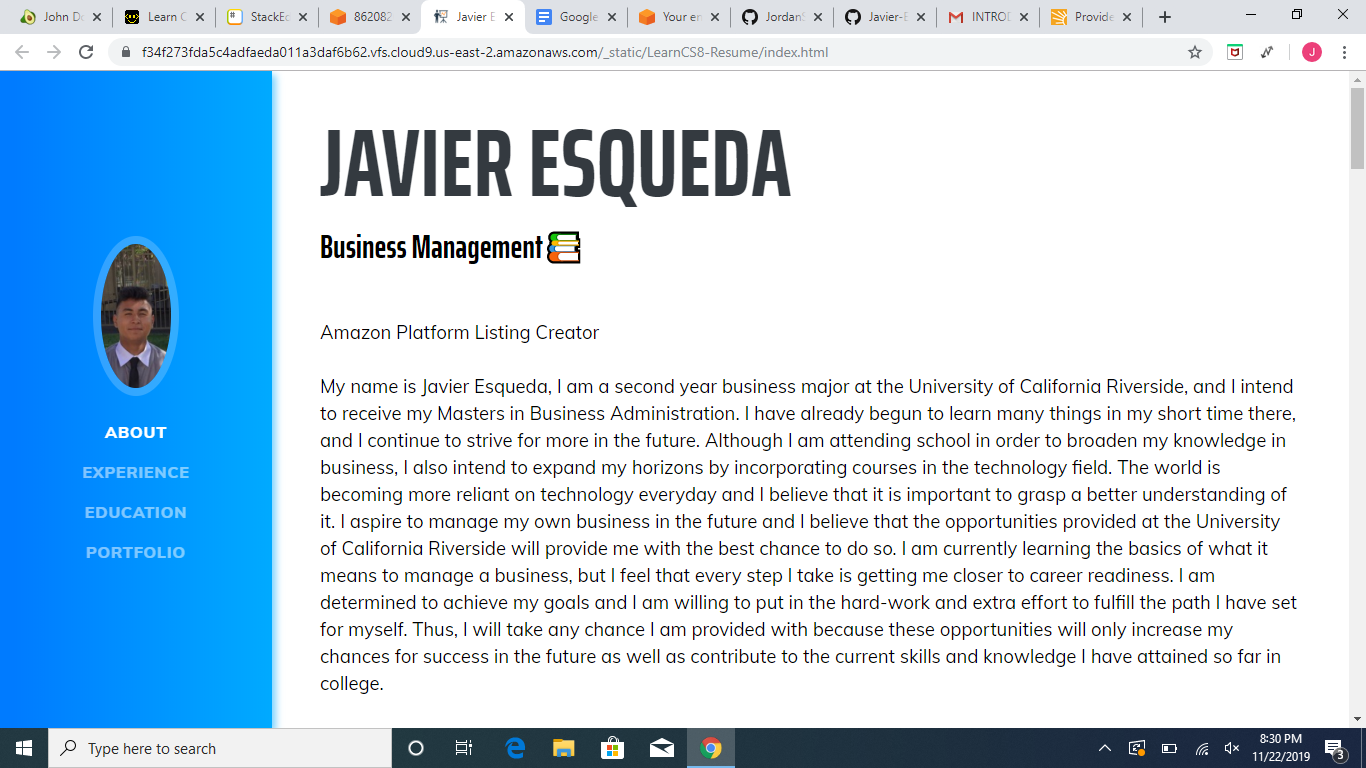 John D
Learn C
StackEd
862082
Javier E
Google
Your en
Jordan
Javier-E
INTROD
Provide
f34f273fda5c4adfaeda011a3daf6b62.vfs.cloud9.us-east-2.amazonaws.com/_static/LearnCS8-Resume/index.html
J
JAVIER ESQUEDA
Business Management
Amazon Platform Listing Creator
My name is Javier Esqueda, I am a second year business major at the University of California Riverside, and I intend
to receive my Masters in Business Administration. I have already begun to learn many things in my short time there,
and I continue to strive for more in the future. Although I am attending school in order to broaden my knowledge in
business, I also intend to expand my horizons by incorporating courses in the technology field. The world is
becoming more reliant on technology everyday and I believe that it is important to grasp a better understanding of
it. I aspire to manage my own business in the future and I believe that the opportunities provided at the University
of California Riverside will provide me with the best chance to do so. I am currently learning the basics of what it
means to manage a business, but I feel that every step I take is getting me closer to career readiness. I am
determined to achieve my goals and I am willing to put in the hard-work and extra effort to fulfill the path I have set
for myself. Thus, I will take any chance I am provided with because these opportunities will only increase my
chances for success in the future as well as contribute to the current skills and knowledge I have attained so far in
college.
ABOUT
EXPERIENCE
EDUCATION
PORTFOLIO
Type here to search
8:30 PM
11/22/2019
3